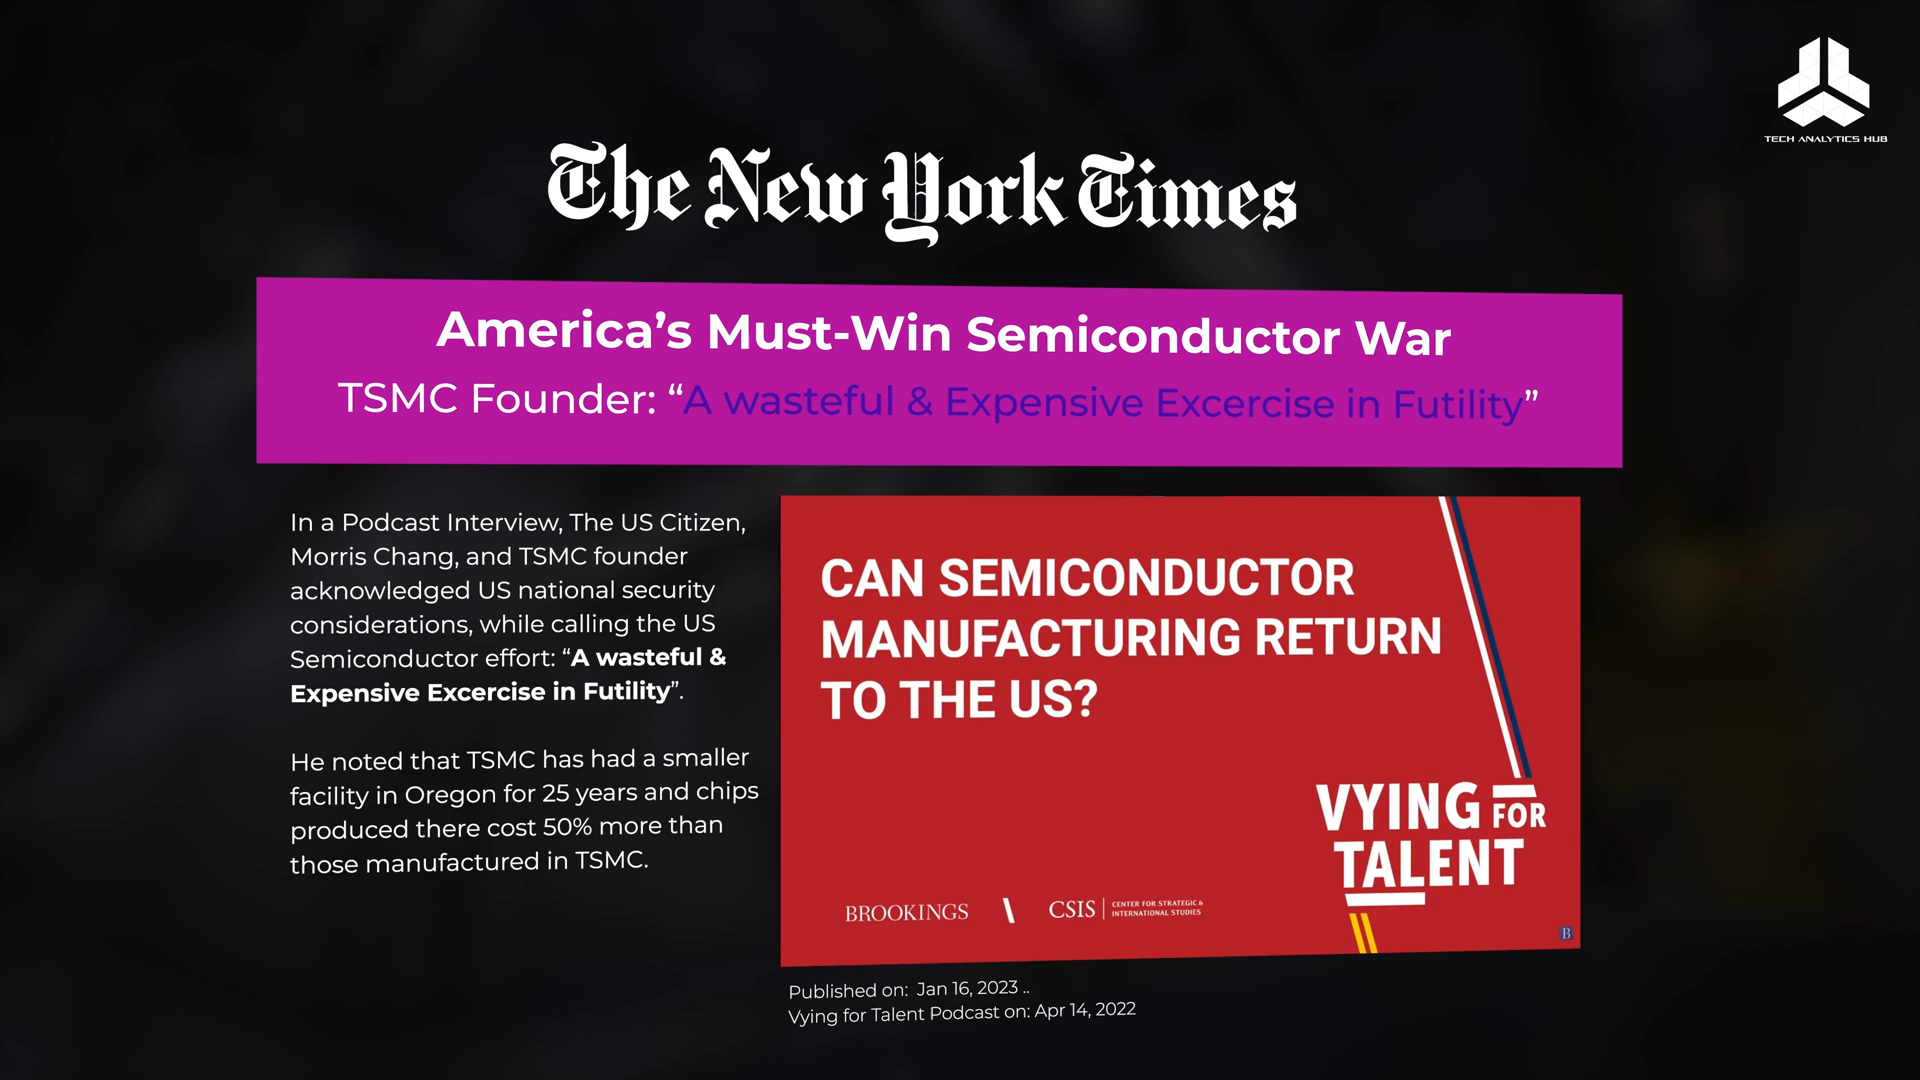 TECH ANALYTICS HUB
The New York Times
America’s Must-Win Semiconductor War
TSMC Founder: “A wasteful & Expensive Excercise in Futility”
In a Podcast Interview, The US Citizen,
Morris Chang, and TSMC founder
acknowledged US national security
considerations, while calling the US
Semiconductor effort: “A wasteful &
Expensive Excercise in Futility”.
He noted that TSMC has had a smaller
facility in Oregon for 25 years and chips
produced there cost 50% more than
those manufactured in TSMC.
CAN SEMICONDUCTOR
MANUFACTURING RETURN
TO THE US?
VYING FOR
TALENT
BROOKINGS
CSIS
CENTER FOR STRATEGIC &
INTERNATIONAL STUDIES
B
Published on: Jan 16, 2023 ..
Vying for Talent Podcast on: Apr 14, 2022